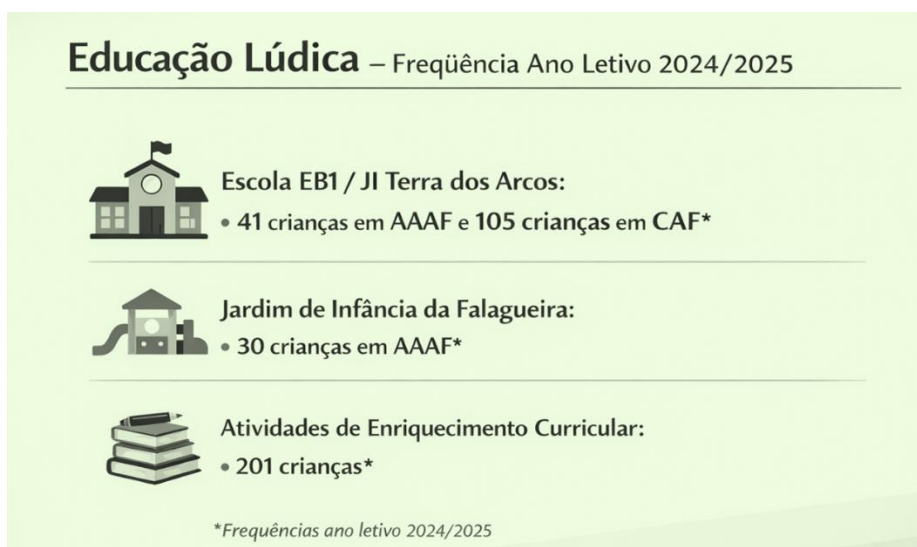 Educação Lúdica – Freqüência Ano Letivo 2024/2025
Escola EB1 / JI Terra dos Arcos:
• 41 crianças em AAAF e 105 crianças em CAF*
Jardim de Infância da Falagueira:
• 30 crianças em AAAF*
Atividades de Enriquecimento Curricular:
• 201 crianças*
*Frequências ano letivo 2024/2025